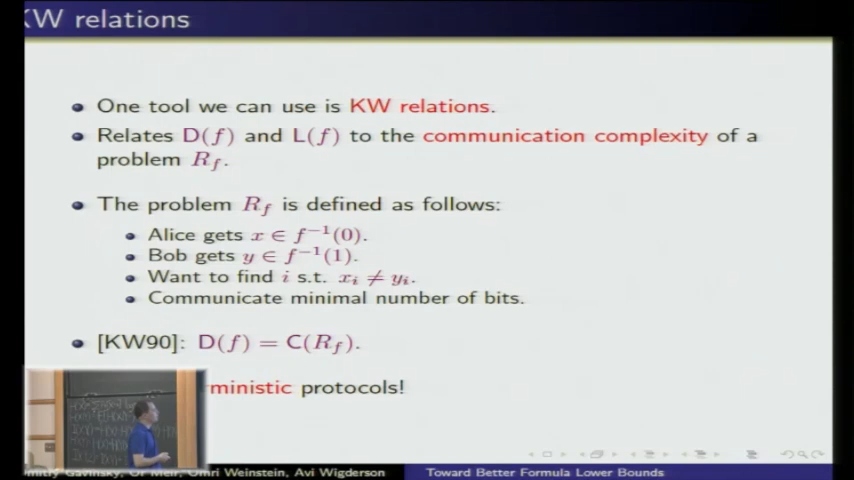 KW relations
One tool we can use is KW relations.
Relates D(f) and L(f) to the communication complexity of a
problem R_f.
The problem R_f is defined as follows:
Alice gets x ∈ f⁻¹(0).
Bob gets y ∈ f⁻¹(1).
Want to find i s.t. x_i ≠ y_i.
Communicate minimal number of bits.
[KW90]: D(f) = C(R_f).
ministic protocols!
Gavinsky, Or Meir, Omri Weinstein, Avi Wigderson
Toward Better Formula Lower Bounds